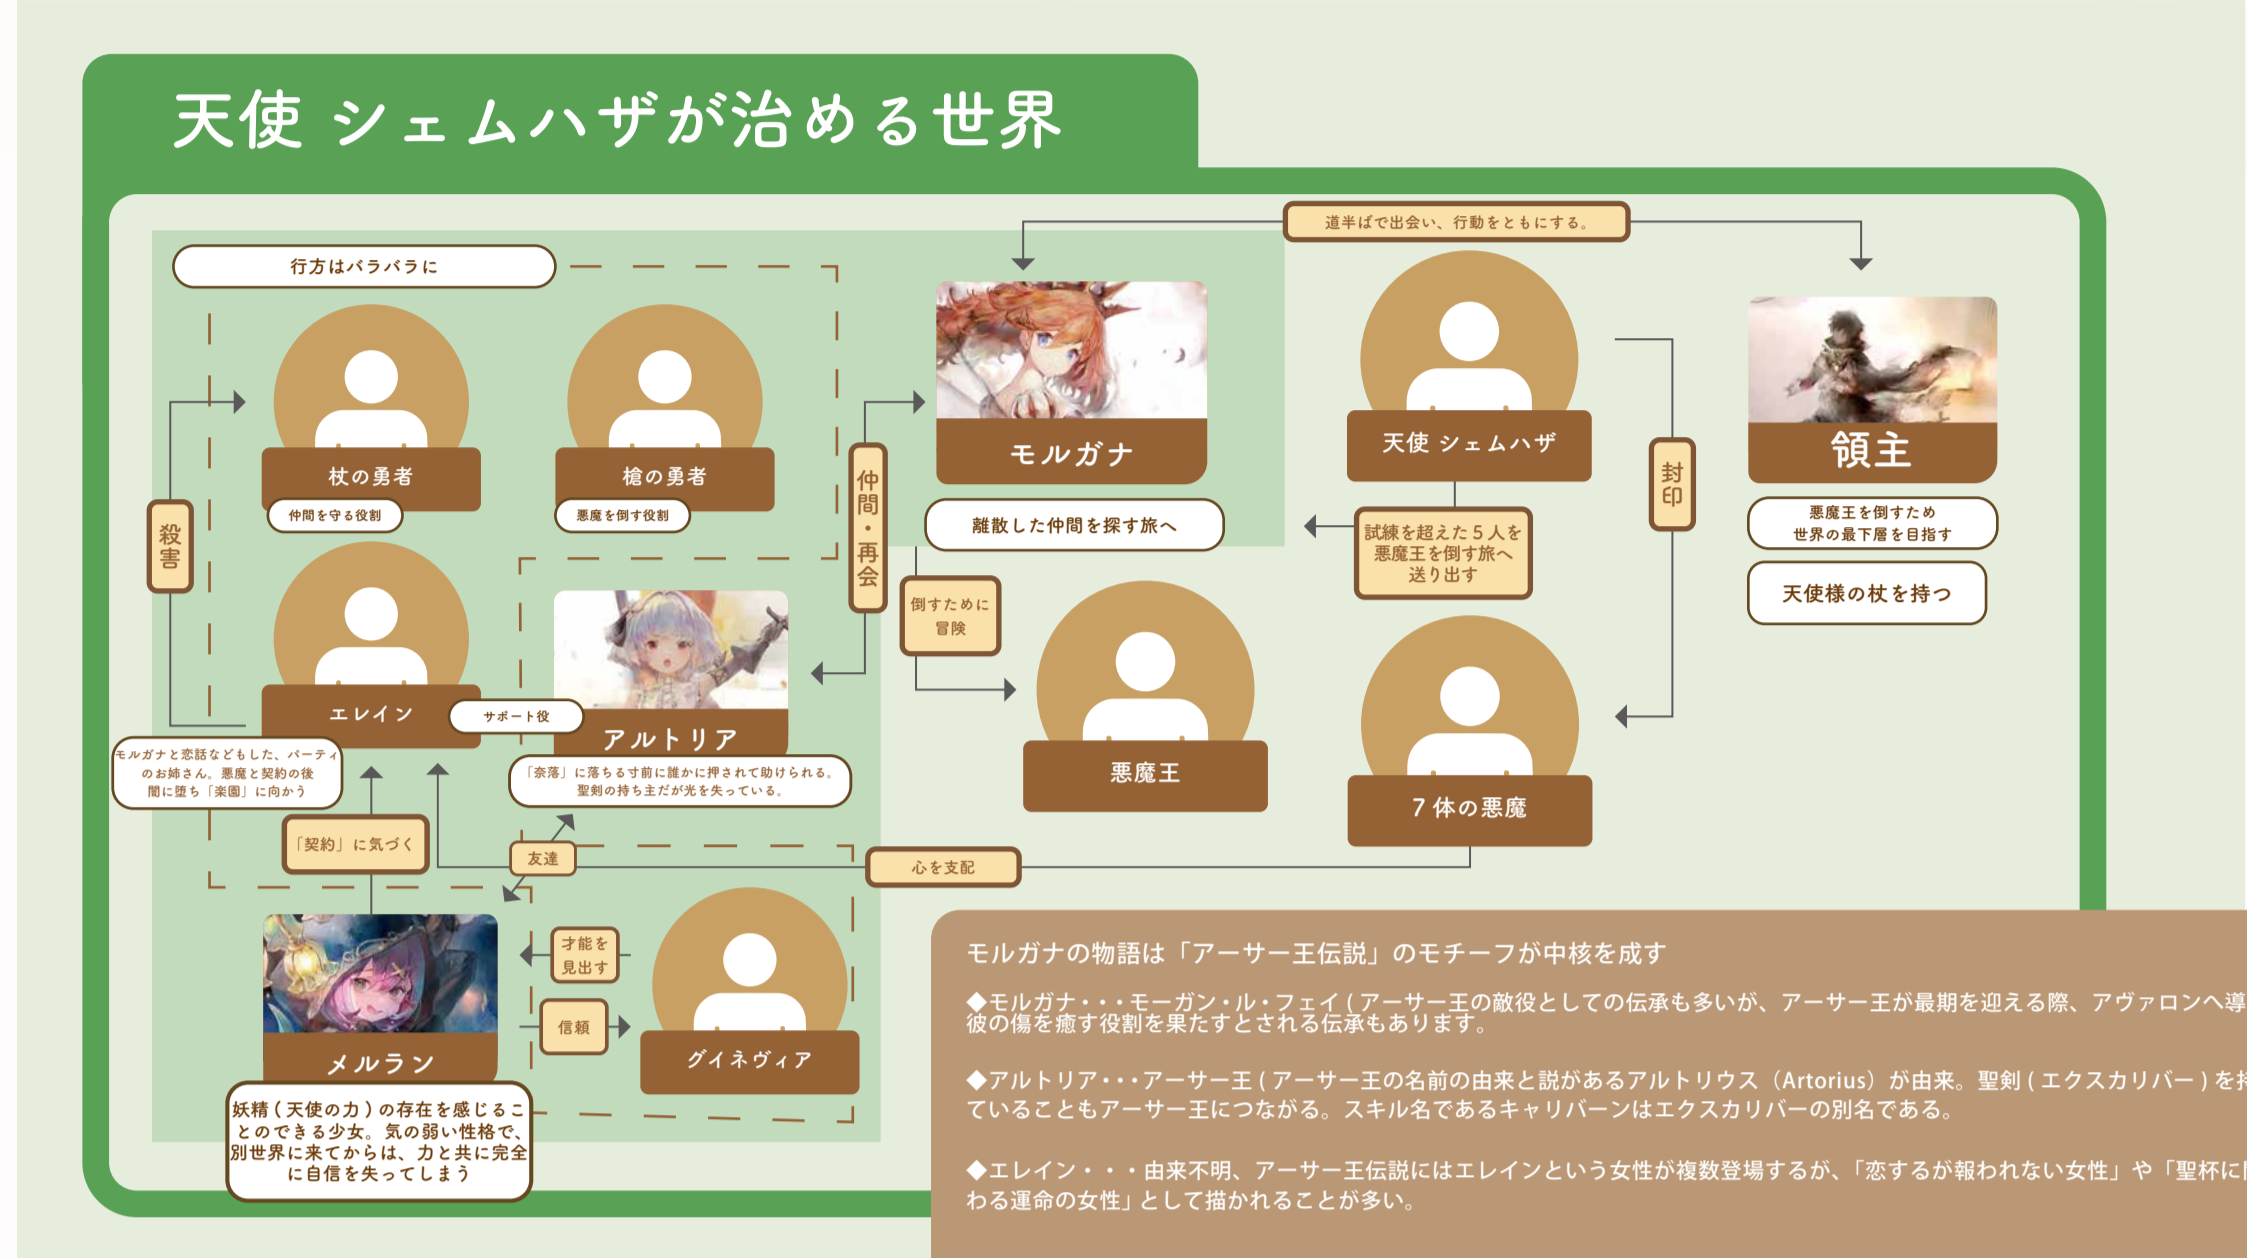 天使 シェムハザが治める世界
道半ばで出会い、行動をともにする。
行方はバラバラに
杖の勇者
仲間を守る役割
槍の勇者
悪魔を倒す役割
モルガナ
離散した仲間を探す旅へ
天使 シェムハザ
試練を超えた５人を
悪魔王を倒す旅へ
送り出す
封印
領主
悪魔王を倒すため
世界の最下層を目指す
天使様の杖を持つ
殺害
仲間・再会
倒すために
冒険
エレイン
サポート役
モルガナと恋話などもした、パーティ
のお姉さん。悪魔と契約の後
闇に堕ち「楽園」に向かう
アルトリア
「奈落」に落ちる寸前に誰かに押されて助けられる。
聖剣の持ち主だが光を失っている。
悪魔王
７体の悪魔
「契約」に気づく
友達
心を支配
才能を
見出す
信頼
メルラン
妖精 ( 天使の力 ) の存在を感じるこ
とのできる少女。気の弱い性格で、
別世界に来てからは、力と共に完全
に自信を失ってしまう
グイネヴィア
モルガナの物語は「アーサー王伝説」のモチーフが中核を成す
◆モルガナ・・・モーガン・ル・フェイ ( アーサー王の敵役としての伝承も多いが、アーサー王が最期を迎える際、アヴァロンへ導
彼の傷を癒す役割を果たすとされる伝承もあります。
◆アルトリア・・・アーサー王 ( アーサー王の名前の由来と説があるアルトリウス（Artorius）が由来。聖剣 ( エクスカリバー ) を持
ていることもアーサー王につながる。スキル名であるキャリバーンはエクスカリバーの別名である。
◆エレイン・・・由来不明、アーサー王伝説にはエレインという女性が複数登場するが、「恋するが報われない女性」や「聖杯に
わる運命の女性」として描かれることが多い。